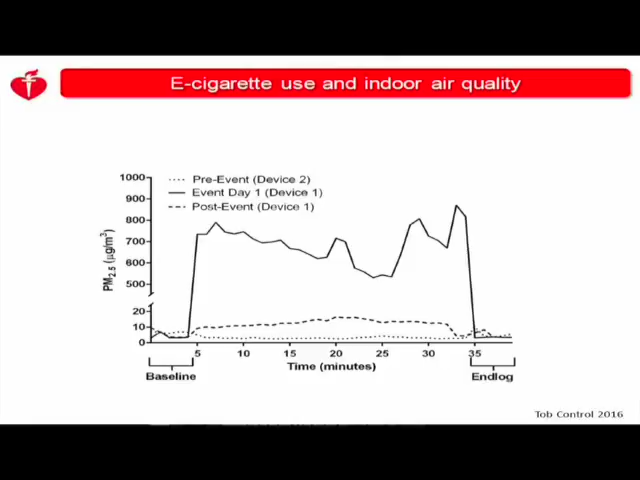 E-cigarette use and indoor air quality
Pre-Event (Device 2)
Event Day 1 (Device 1)
Post-Event (Device 1)
PM2.5 (µg/m³)
1000
900
800
700
600
500
20
10
0
5 10 15 20 25 30 35
Time (minutes)
Baseline
Endlog
Tob Control 2016